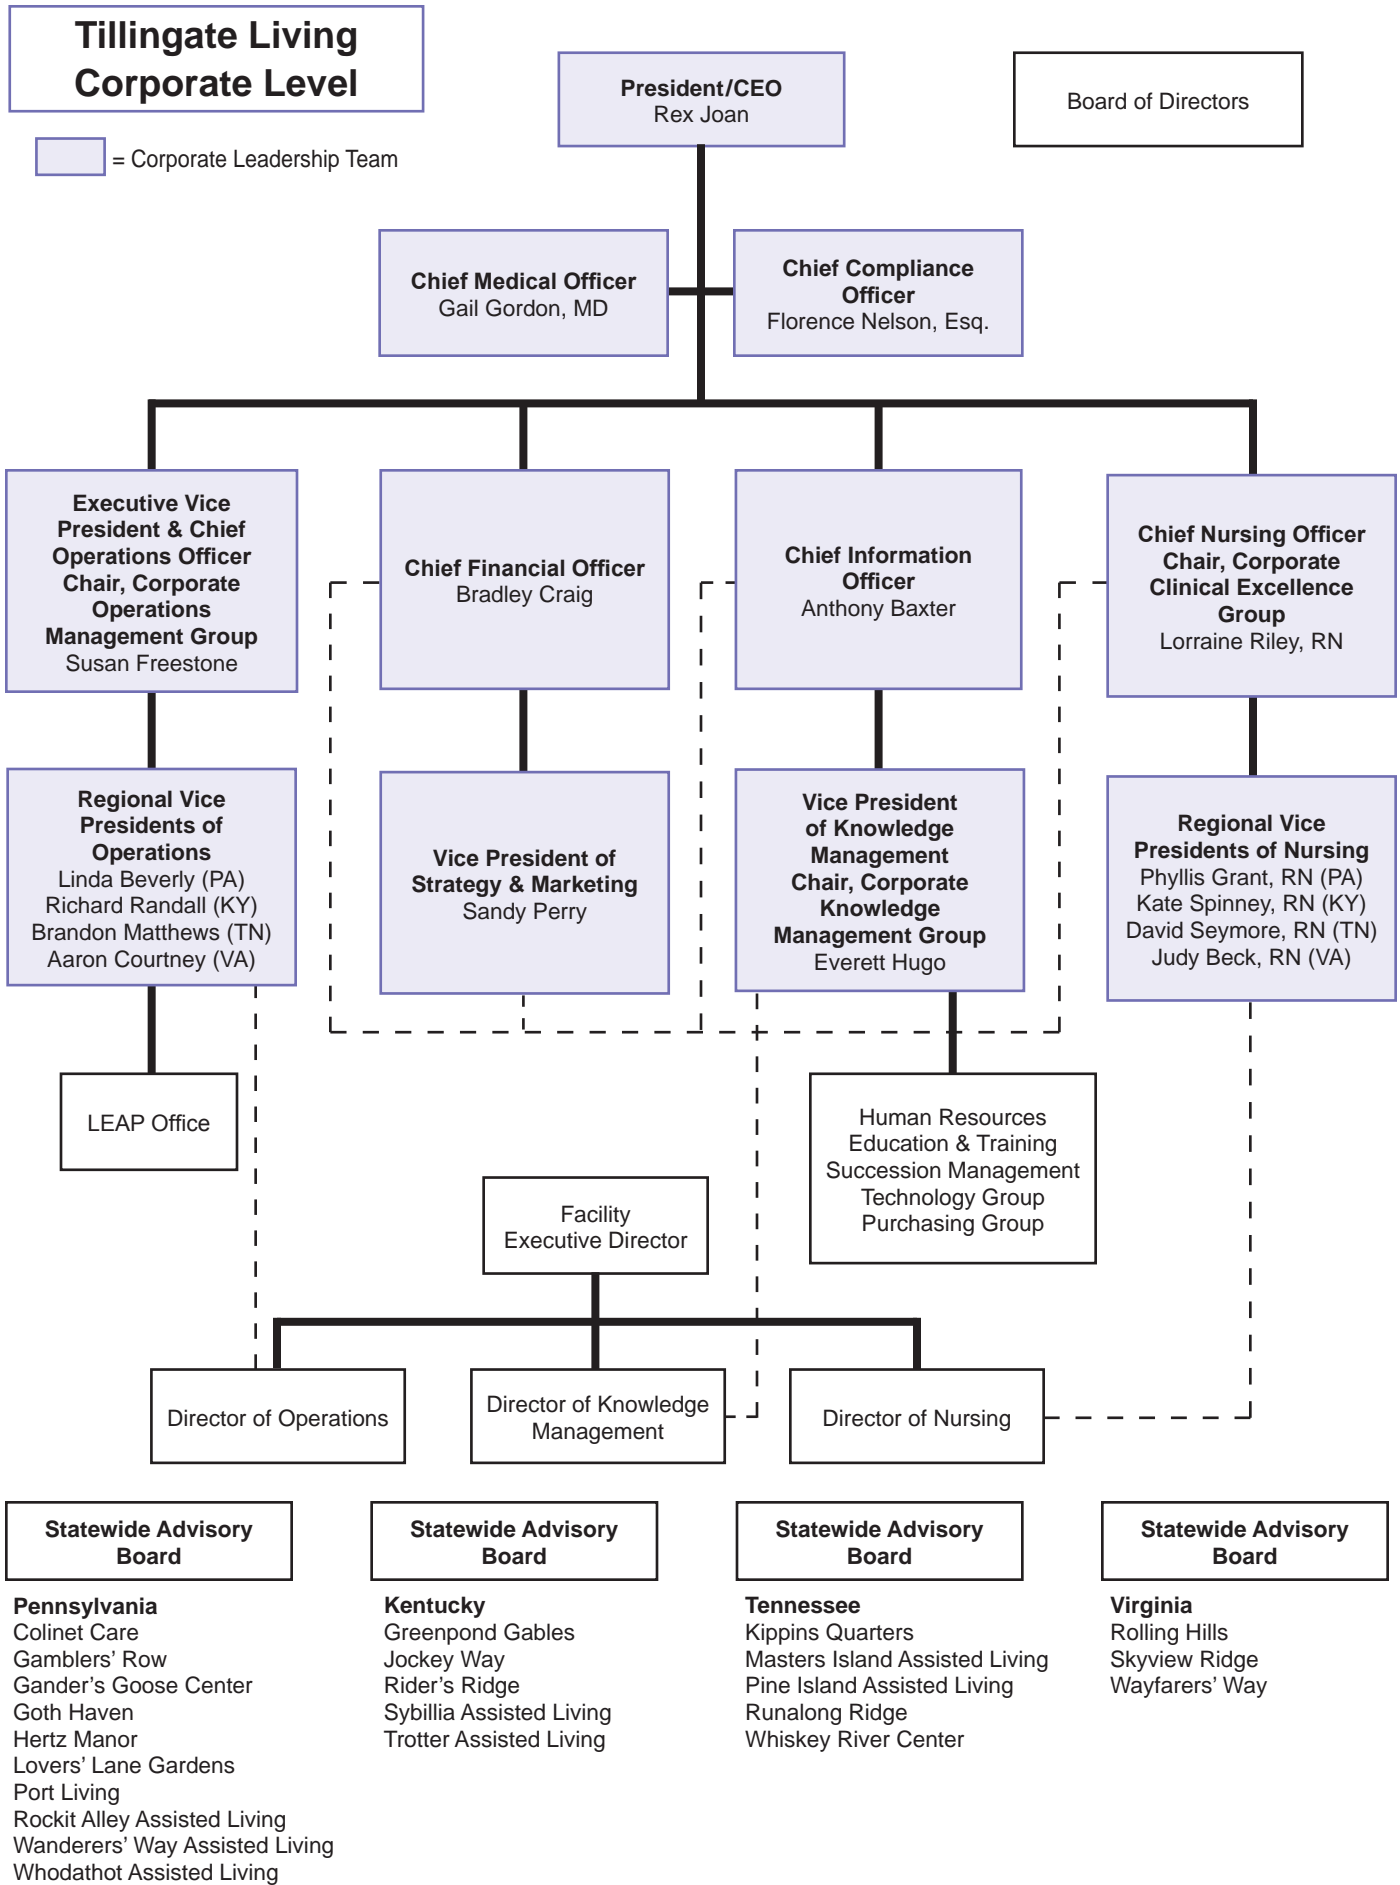 Tillingate Living
Corporate Level
= Corporate Leadership Team
President/CEO
Rex Joan
Board of Directors
Chief Medical Officer
Gail Gordon, MD
Chief Compliance
Officer
Florence Nelson, Esq.
Executive Vice
President & Chief
Operations Officer
Chair, Corporate
Operations
Management Group
Susan Freestone
Chief Financial Officer
Bradley Craig
Chief Information
Officer
Anthony Baxter
Chief Nursing Officer
Chair, Corporate
Clinical Excellence
Group
Lorraine Riley, RN
Regional Vice
Presidents of
Operations
Linda Beverly (PA)
Richard Randall (KY)
Brandon Matthews (TN)
Aaron Courtney (VA)
Vice President of
Strategy & Marketing
Sandy Perry
Vice President
of Knowledge
Management
Chair, Corporate
Knowledge
Management Group
Everett Hugo
Regional Vice
Presidents of Nursing
Phyllis Grant, RN (PA)
Kate Spinney, RN (KY)
David Seymore, RN (TN)
Judy Beck, RN (VA)
LEAP Office
Human Resources
Education & Training
Succession Management
Technology Group
Purchasing Group
Facility
Executive Director
Director of Operations
Director of Knowledge
Management
Director of Nursing
Statewide Advisory
Board
Pennsylvania
Colinet Care
Gamblers’ Row
Gander’s Goose Center
Goth Haven
Hertz Manor
Lovers’ Lane Gardens
Port Living
Rockit Alley Assisted Living
Wanderers’ Way Assisted Living
Whodathot Assisted Living
Statewide Advisory
Board
Kentucky
Greenpond Gables
Jockey Way
Rider’s Ridge
Sybillia Assisted Living
Trotter Assisted Living
Statewide Advisory
Board
Tennessee
Kippins Quarters
Masters Island Assisted Living
Pine Island Assisted Living
Runalong Ridge
Whiskey River Center
Statewide Advisory
Board
Virginia
Rolling Hills
Skyview Ridge
Wayfarers’ Way